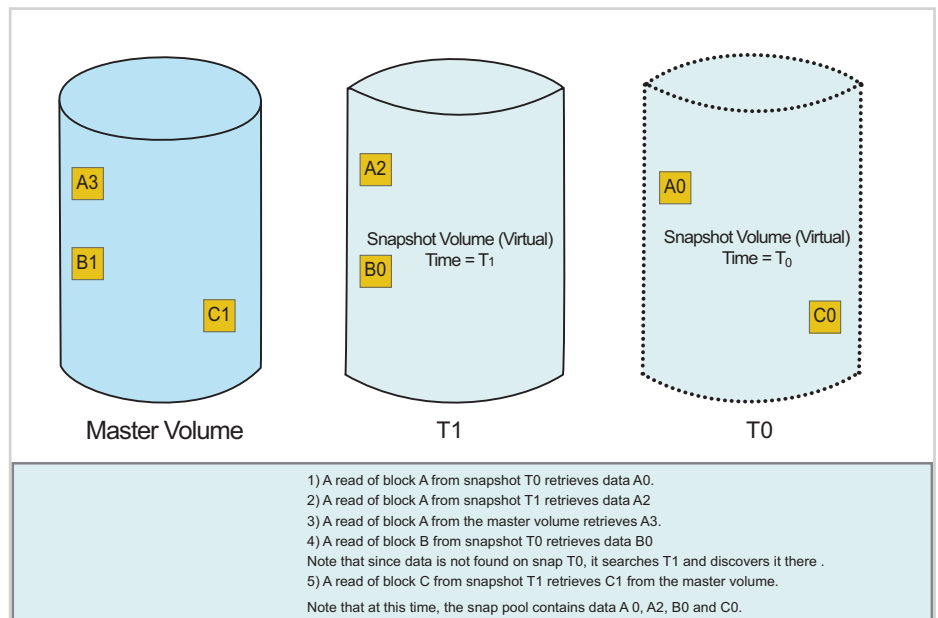 A3
B1
C1
Master Volume
A2
Snapshot Volume (Virtual)
Time = T1
B0
T1
A0
Snapshot Volume (Virtual)
Time = T0
C0
T0
1) A read of block A from snapshot T0 retrieves data A0.
2) A read of block A from snapshot T1 retrieves data A2
3) A read of block A from the master volume retrieves A3.
4) A read of block B from snapshot T0 retrieves data B0
Note that since data is not found on snap T0, it searches T1 and discovers it there .
5) A read of block C from snapshot T1 retrieves C1 from the master volume.
Note that at this time, the snap pool contains data A 0, A2, B0 and C0.